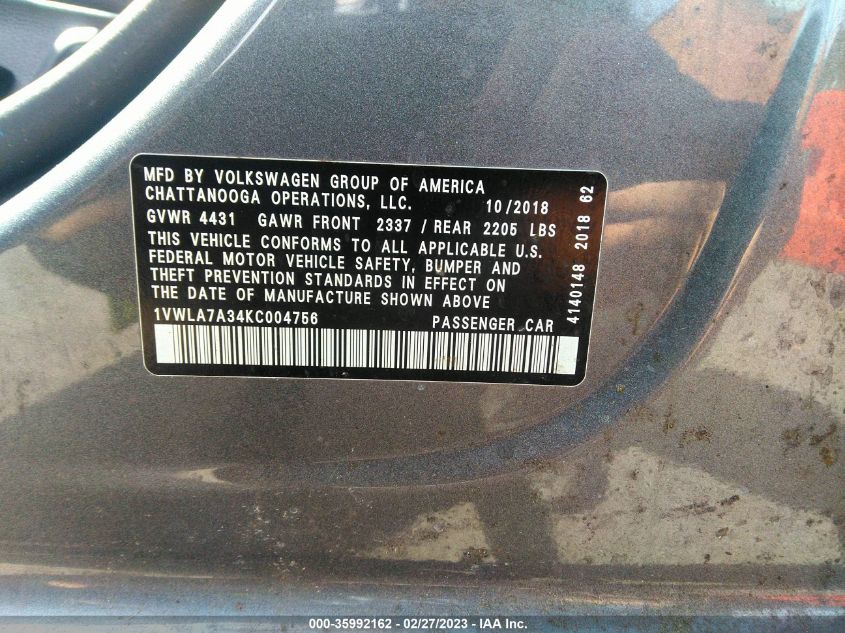 MFD BY VOLKSWAGEN GROUP OF AMERICA
CHATTANOOGA OPERATIONS, LLC. 10/2018
GVWR 4431 GAWR FRONT 2337 / REAR 2205 LBS
THIS VEHICLE CONFORMS TO ALL APPLICABLE U.S.
FEDERAL MOTOR VEHICLE SAFETY, BUMPER AND
THEFT PREVENTION STANDARDS IN EFFECT ON
THE DATE OF MANUFACTURE SHOWN ABOVE
1VWLA7A34KC004756 PASSENGER CAR
4140148 2018 62
000-35992162 - 02/27/2023 - IAA Inc.